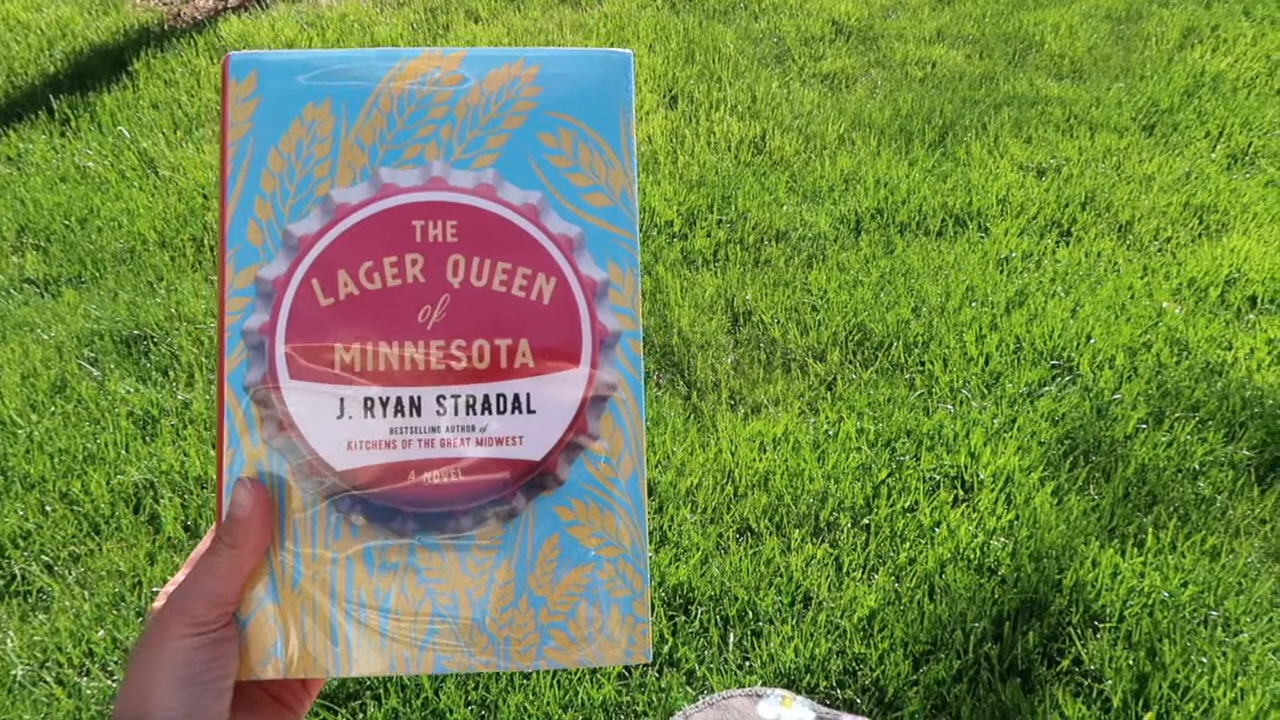 THE
LAGER QUEEN
of
MINNESOTA
J. RYAN STRADAL
BESTSELLING AUTHOR of
KITCHENS OF THE GREAT MIDWEST
A NOVEL